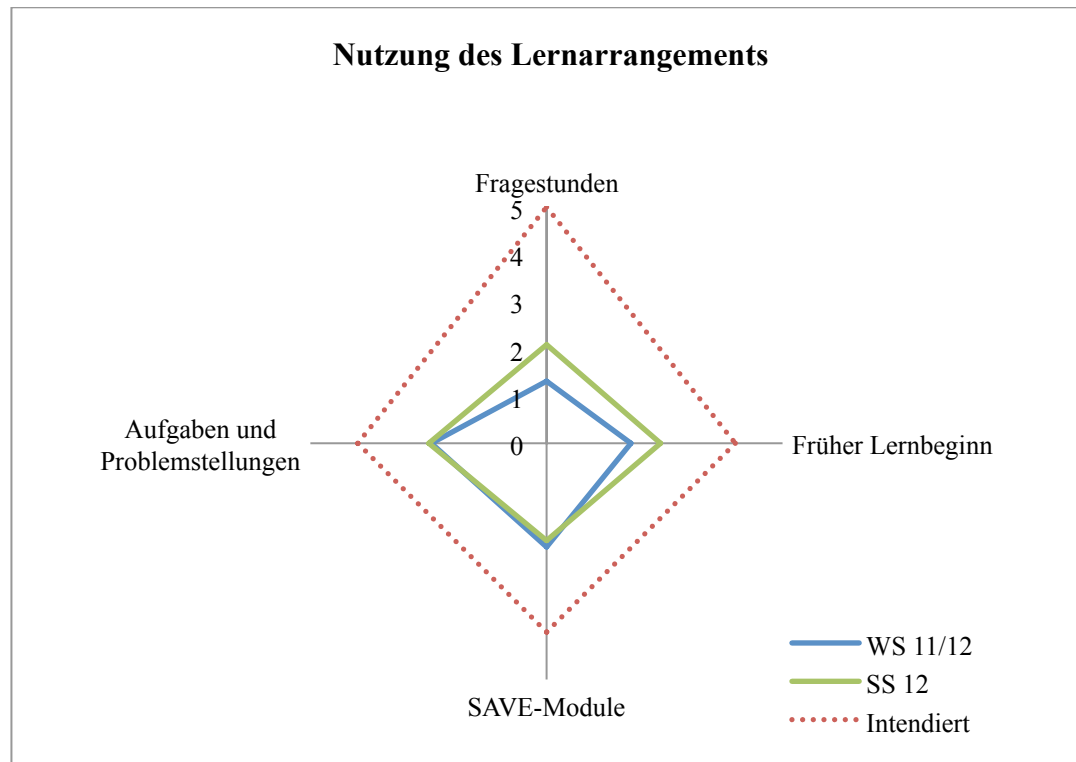 Nutzung des Lernarrangements
Fragestunden
5
4
3
2
1
0
Aufgaben und
Problemstellungen
Früher Lernbeginn
SAVE-Module
WS 11/12
SS 12
Intendiert